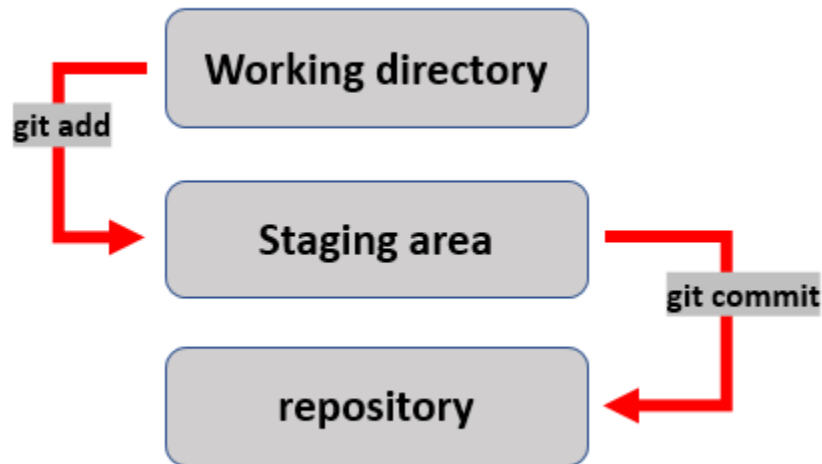 Working directory
git add
Staging area
git commit
repository